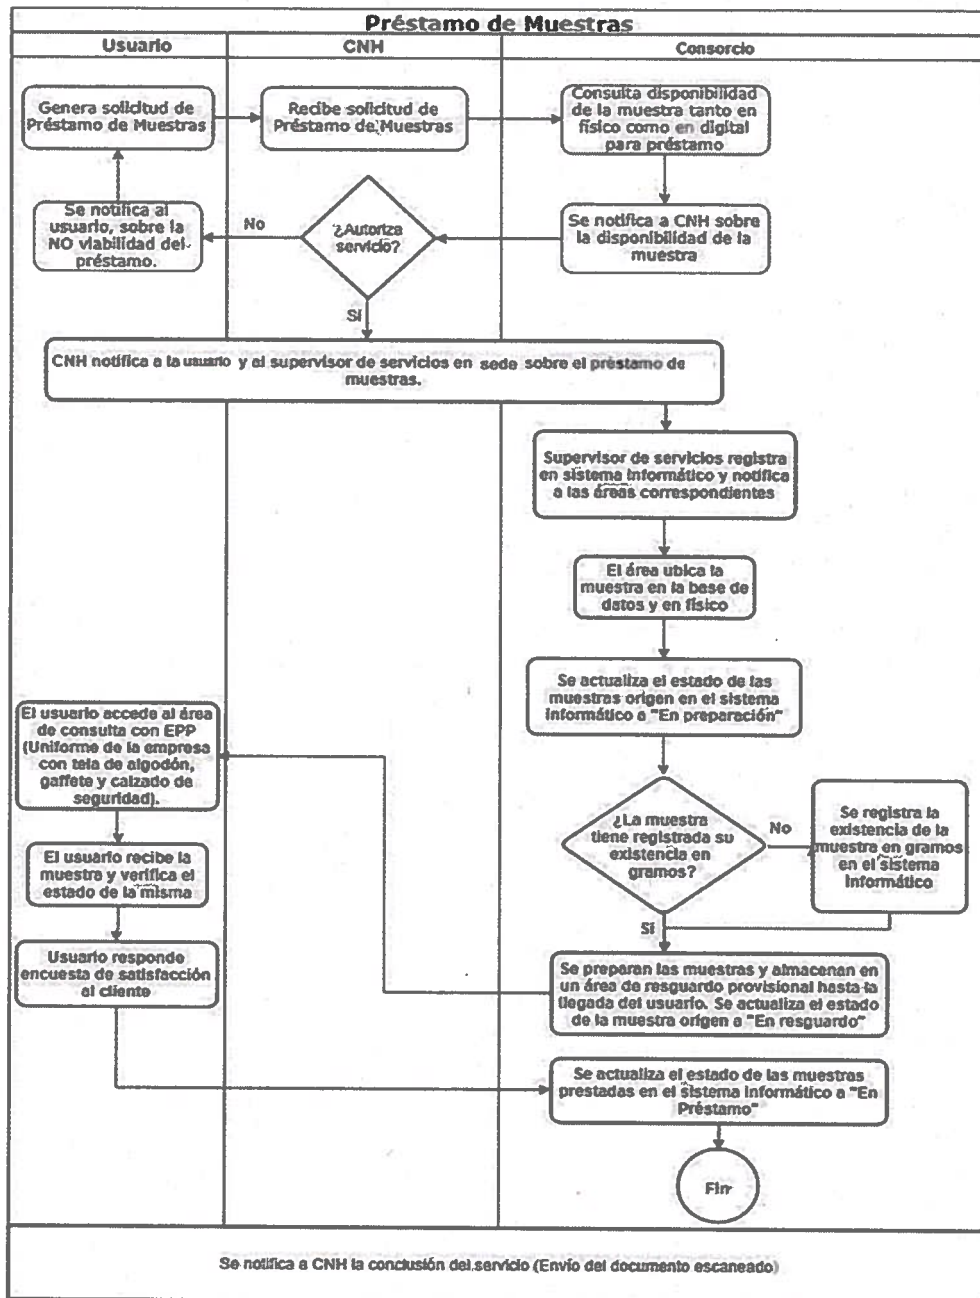 Préstamo de Muestras
Usuario
CNH
Consorcio
Genera solicitud de
Préstamo de Muestras
Recibe solicitud de
Préstamo de Muestras
Consulta disponibilidad
de la muestra tanto en
físico como en digital
para préstamo
Se notifica al
usuario, sobre la
NO viabilidad del
préstamo.
No
¿Autoriza
servicio?
Se notifica a CNH sobre
la disponibilidad de la
muestra
Sí
CNH notifica a la usuario y al supervisor de servicios en sede sobre el préstamo de
muestras.
Supervisor de servicios registra
en sistema informático y notifica
a las áreas correspondientes
El área ubica la
muestra en la base de
datos y en físico
Se actualiza el estado de las
muestras origen en el sistema
informático a "En preparación"
El usuario accede al área
de consulta con EPP
(Uniforme de la empresa
con tela de algodón,
gaffete y calzado de
seguridad).
¿La muestra
tiene registrada su
existencia en
gramos?
No
Se registra la
existencia de la
muestra en gramos
en el sistema
informático
El usuario recibe la
muestra y verifica el
estado de la misma
Sí
Usuario responde
encuesta de satisfacción
al cliente
Se preparan las muestras y almacenan en
un área de resguardo provisional hasta la
llegada del usuario. Se actualiza el estado
de la muestra origen a "En resguardo"
Se actualiza el estado de las muestras
prestadas en el sistema informático a "En
Préstamo"
Fin
Se notifica a CNH la conclusión del servicio (Envío del documento escaneado)